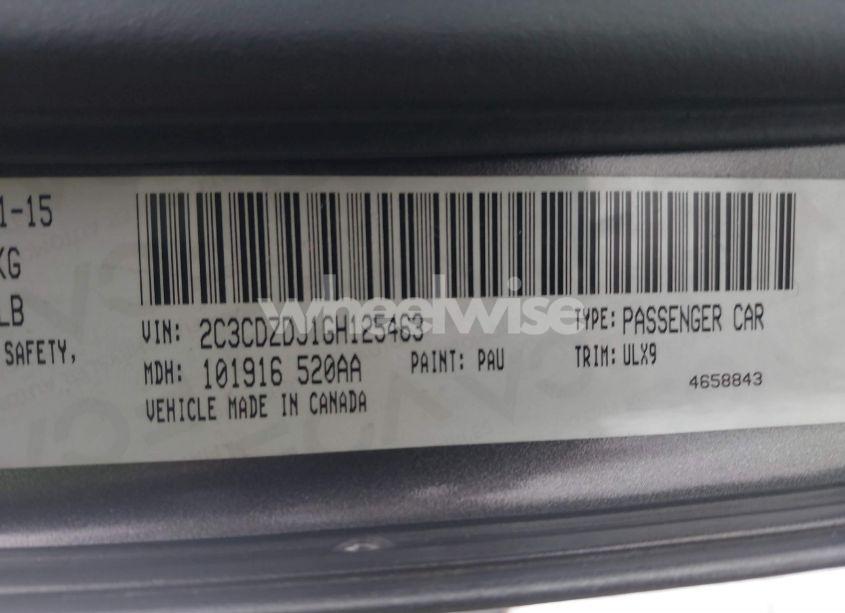 1-15
KG
LB
SAFETY,
wheelwise
VIN: 2C3CDZDJ1GH125463 TYPE: PASSENGER CAR
MDH: 101916 520AA PAINT: PAU TRIM: ULX9
4658843
VEHICLE MADE IN CANADA